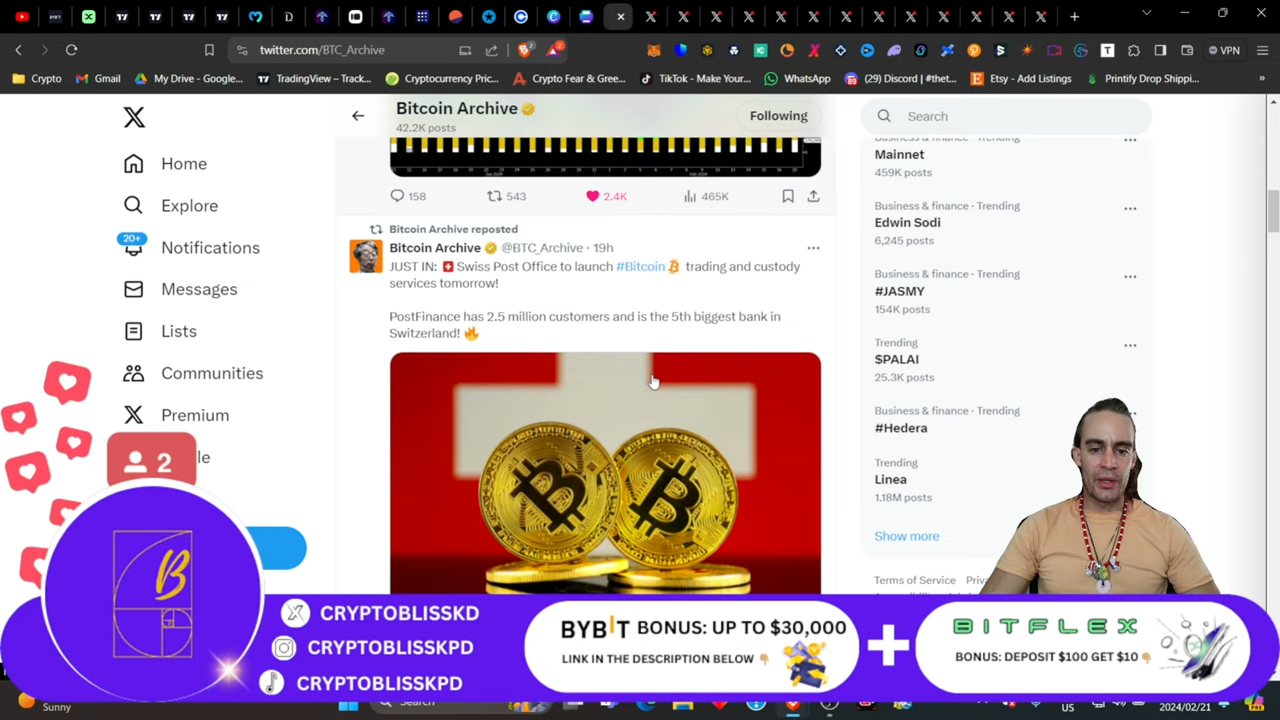 twitter.com/BTC_Archive
VPN
Crypto
Gmail
My Drive - Google...
TradingView – Track...
Cryptocurrency Pric...
Crypto Fear & Gree...
TikTok - Make Your...
WhatsApp
(29) Discord | #thet...
Etsy - Add Listings
Printify Drop Shippi...
Bitcoin Archive
42.2K posts
Following
Search
158
543
2.4K
465K
Home
Explore
20+
Notifications
Messages
Lists
Communities
Premium
Bitcoin Archive reposted
Bitcoin Archive @BTC_Archive · 19h
JUST IN: Swiss Post Office to launch #Bitcoin trading and custody
services tomorrow!
PostFinance has 2.5 million customers and is the 5th biggest bank in
Switzerland!
Business & finance · Trending
Mainnet
459K posts
Business & finance · Trending
Edwin Sodi
6,245 posts
Business & finance · Trending
#JASMY
154K posts
Trending
$PALAI
25.3K posts
Business & finance · Trending
#Hedera
Trending
Linea
1.18M posts
Show more
Terms of Service
2
B
CRYPTOBLISSKD
CRYPTOBLISSKPD
CRYPTOBLISSKPD
BYBIT BONUS: UP TO $30,000
LINK IN THE DESCRIPTION BELOW
BITFLEX
BONUS: DEPOSIT $100 GET $10
Sunny
Search
US
2024/02/21